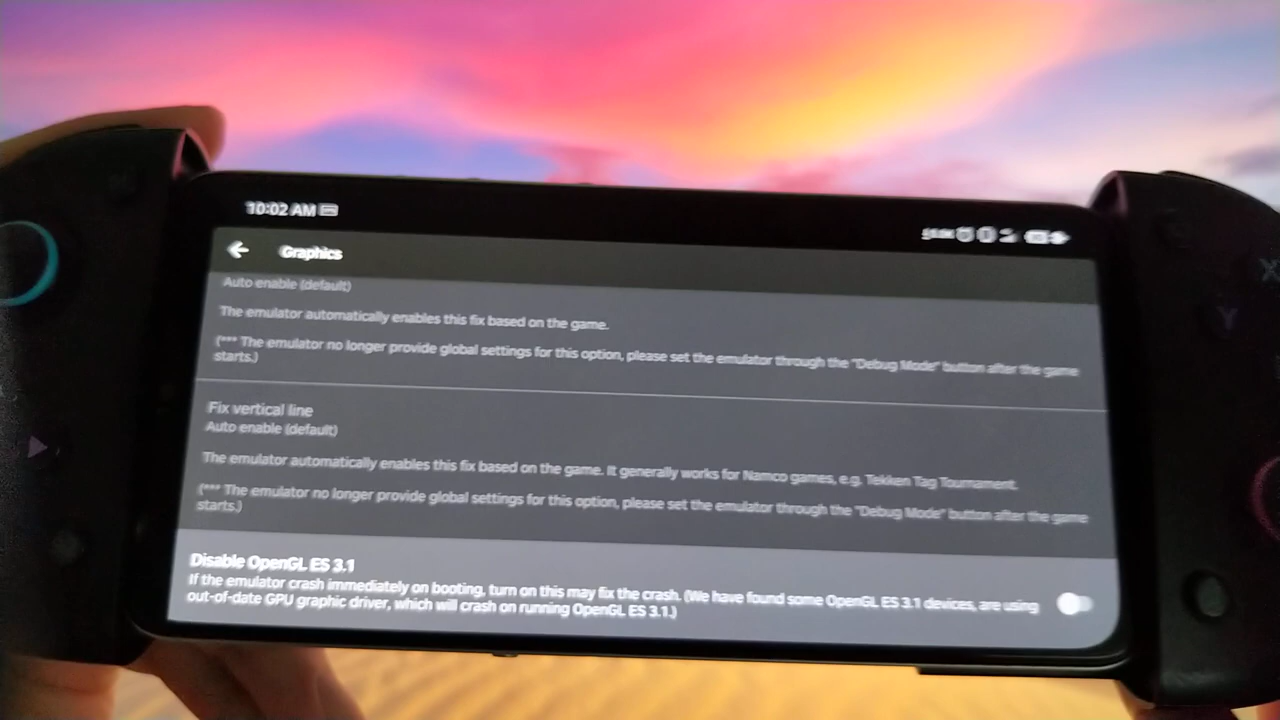 10:02 AM
Graphics
Auto enable (default)
The emulator automatically enables this fix based on the game.
(*** The emulator no longer provide global settings for this option, please set the emulator through the "Debug Mode" button after the game
starts.)
Fix vertical line
Auto enable (default)
The emulator automatically enables this fix based on the game. It generally works for Namco games, e.g. Tekken Tag Tournament.
(*** The emulator no longer provide global settings for this option, please set the emulator through the "Debug Mode" button after the game
starts.)
Disable OpenGL ES 3.1
If the emulator crash immediately on booting, turn on this may fix the crash. (We have found some OpenGL ES 3.1 devices, are using
out-of-date GPU graphic driver, which will crash on running OpenGL ES 3.1.)
X
Y